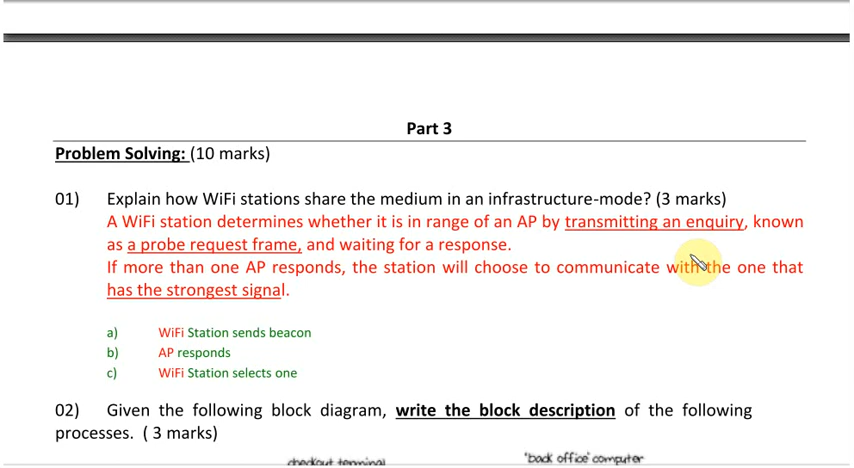 Part 3
Problem Solving: (10 marks)
01) Explain how WiFi stations share the medium in an infrastructure-mode? (3 marks)
A WiFi station determines whether it is in range of an AP by transmitting an enquiry, known
as a probe request frame, and waiting for a response.
If more than one AP responds, the station will choose to communicate with the one that
has the strongest signal.
a) WiFi Station sends beacon
b) AP responds
c) WiFi Station selects one
02) Given the following block diagram, write the block description of the following
processes. ( 3 marks)
checkout terminal 'back office' computer